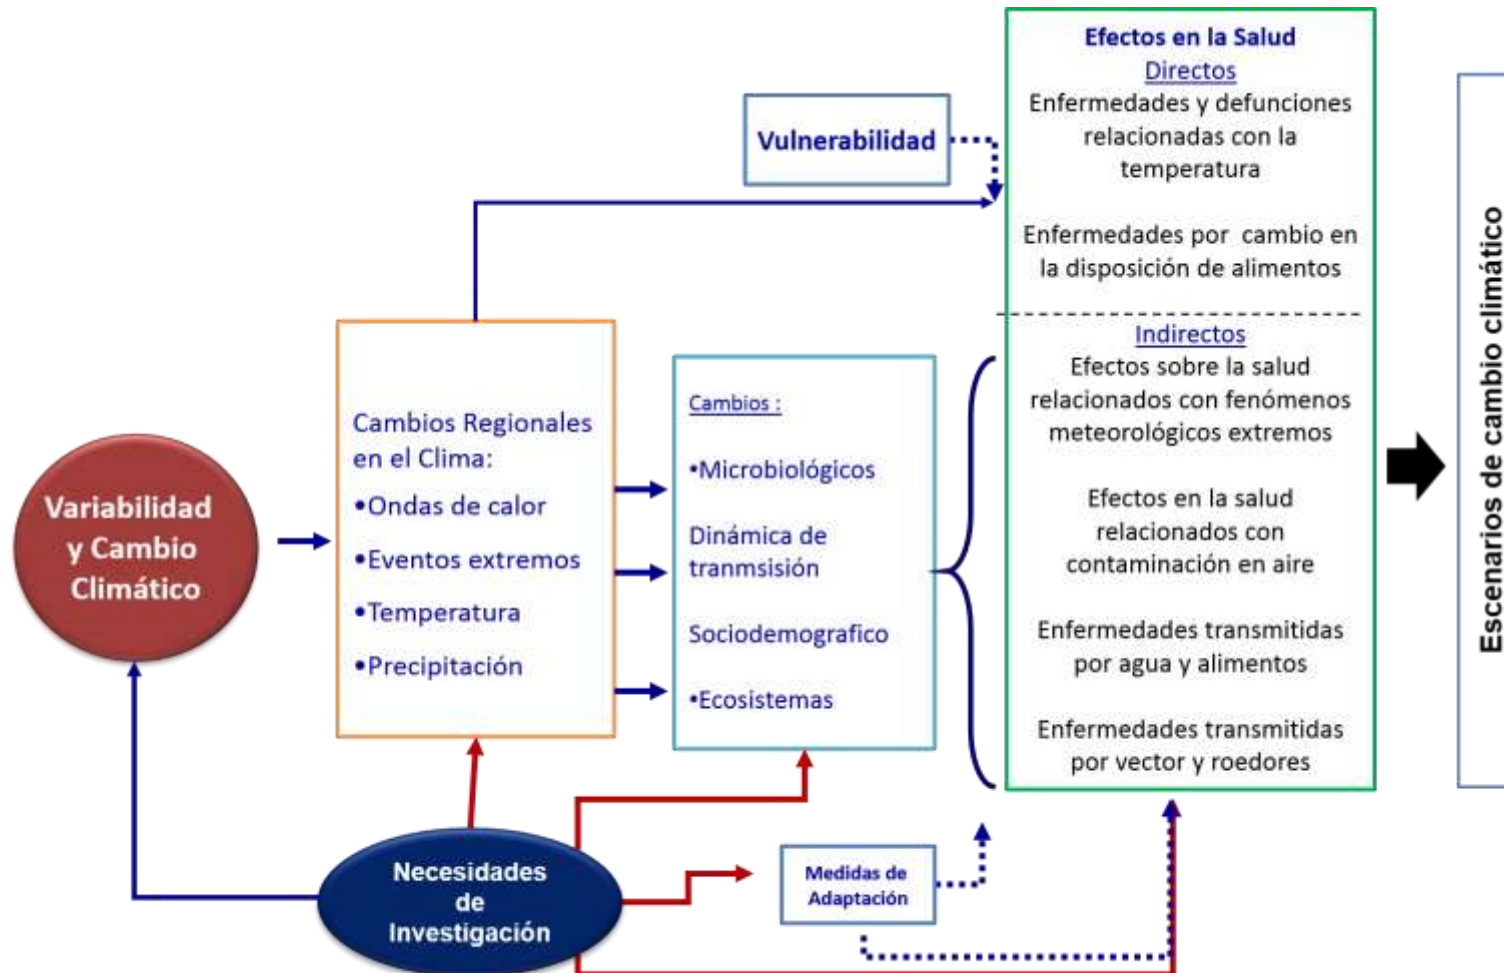 Variabilidad
y Cambio
Climático
Cambios Regionales
en el Clima:
•Ondas de calor
•Eventos extremos
•Temperatura
•Precipitación
Cambios :
•Microbiológicos
Dinámica de
tranmsisión
Sociodemografico
•Ecosistemas
Vulnerabilidad
Efectos en la Salud
Directos
Enfermedades y defunciones
relacionadas con la
temperatura
Enfermedades por cambio en
la disposición de alimentos
Indirectos
Efectos sobre la salud
relacionados con fenómenos
meteorológicos extremos
Efectos en la salud
relacionados con
contaminación en aire
Enfermedades transmitidas
por agua y alimentos
Enfermedades transmitidas
por vector y roedores
Escenarios de cambio climático
Necesidades
de
Investigación
Medidas de
Adaptación